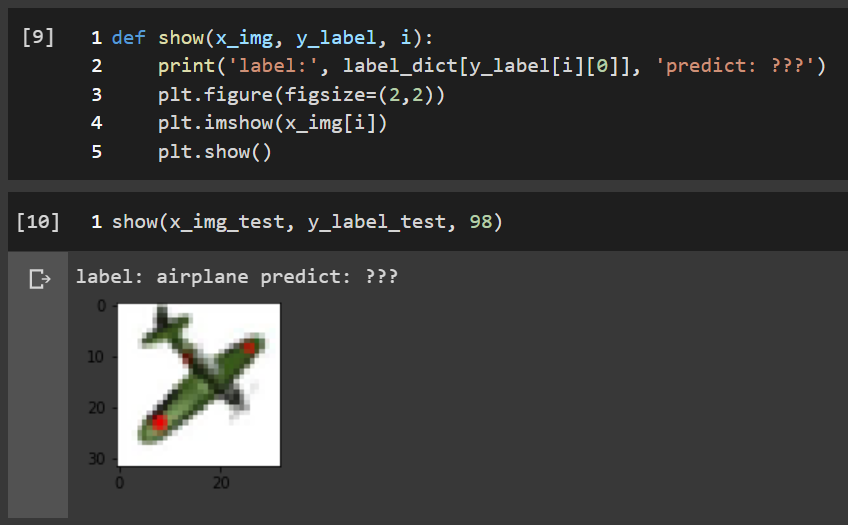 [9] 1 def show(x_img, y_label, i):
2 print('label:', label_dict[y_label[i][0]], 'predict: ???')
3 plt.figure(figsize=(2,2))
4 plt.imshow(x_img[i])
5 plt.show()
[10] 1 show(x_img_test, y_label_test, 98)
label: airplane predict: ???
0
10
20
30
0 20